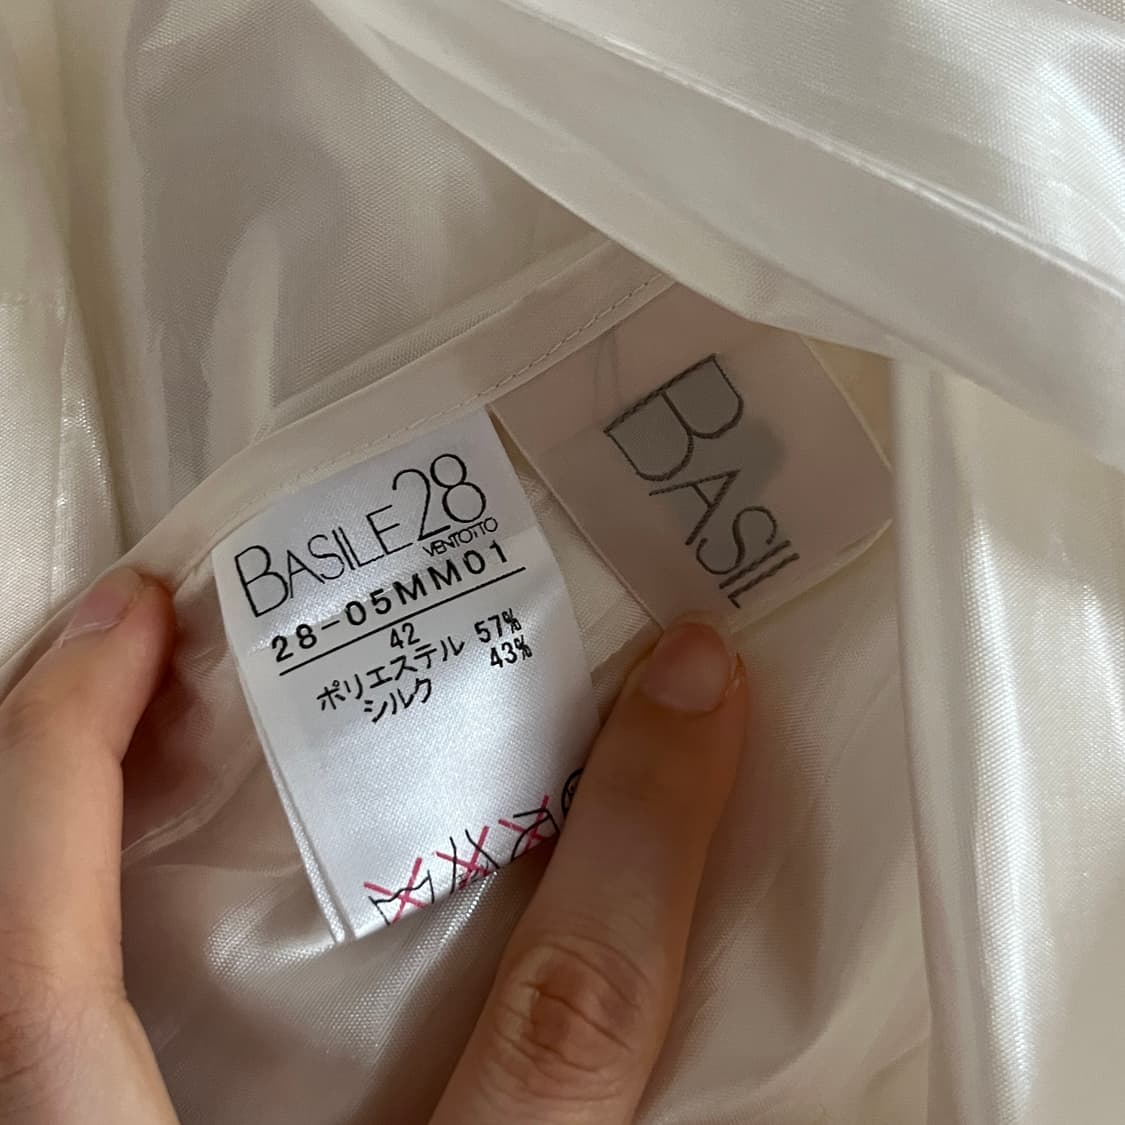 BASILE28
VENTOTTO
28-05MM01
42
ポリエステル 57%
シルク 43%
BASIL